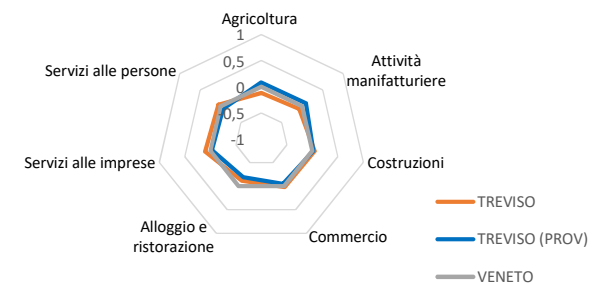 Agricoltura
1
0,5
0
-0,5
-1
Attività
manifatturiere
Costruzioni
Commercio
Alloggio e
ristorazione
Servizi alle imprese
Servizi alle persone
TREVISO
TREVISO (PROV)
VENETO